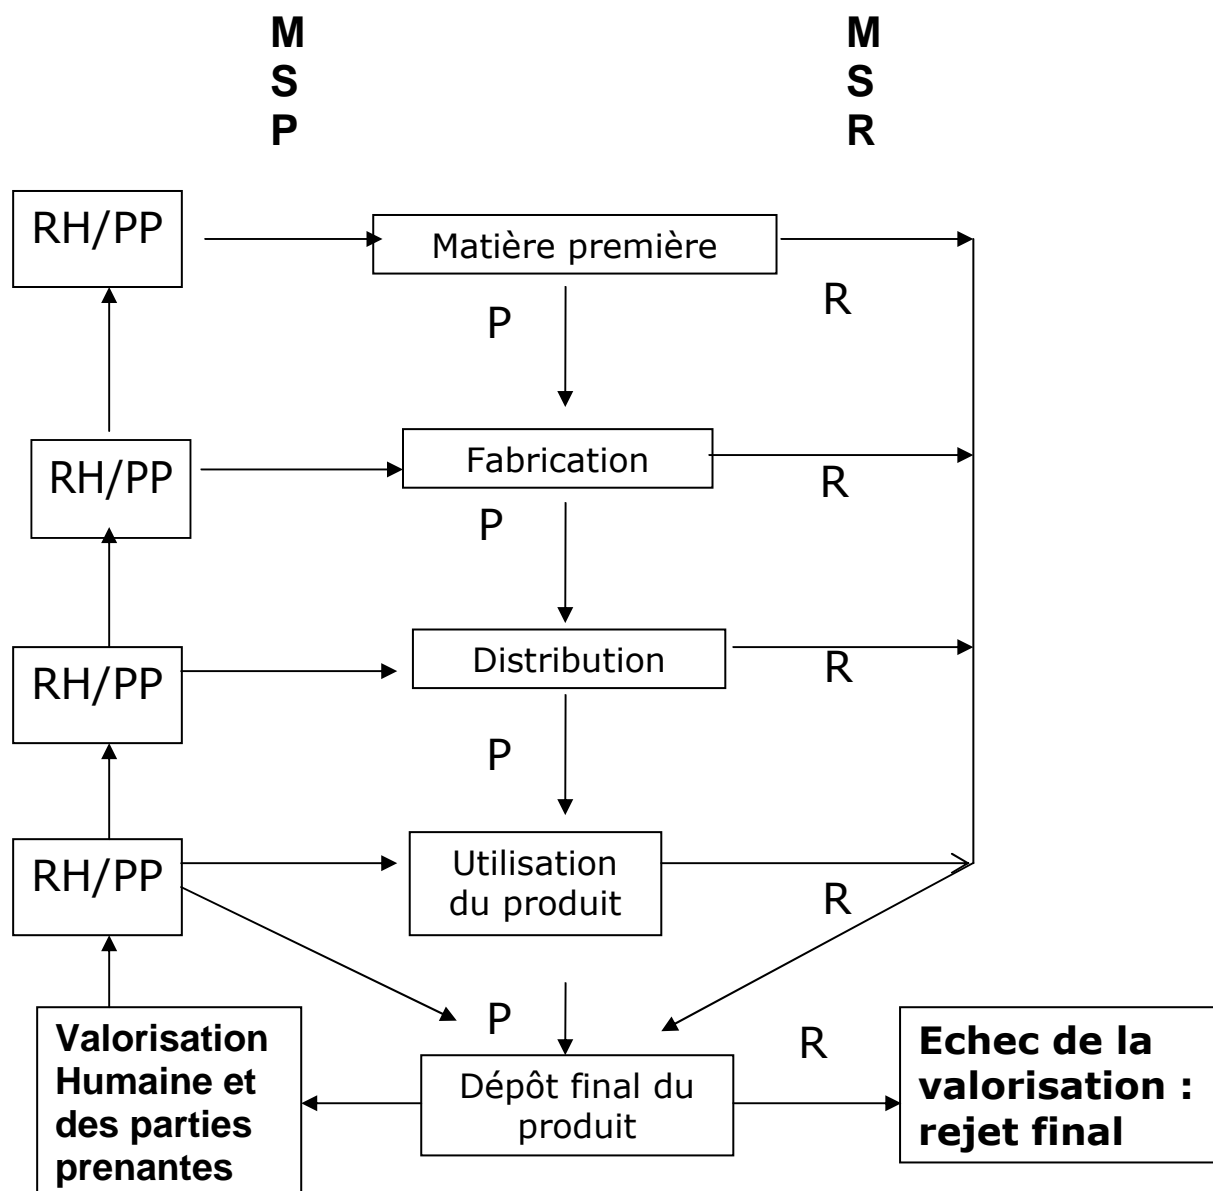 M
S
P
M
S
R
RH/PP
Matière première
P
R
RH/PP
Fabrication
P
R
RH/PP
Distribution
P
R
RH/PP
Utilisation
du produit
R
P
Valorisation
Humaine et
des parties
prenantes
Dépôt final du
produit
R
Echec de la
valorisation :
rejet final